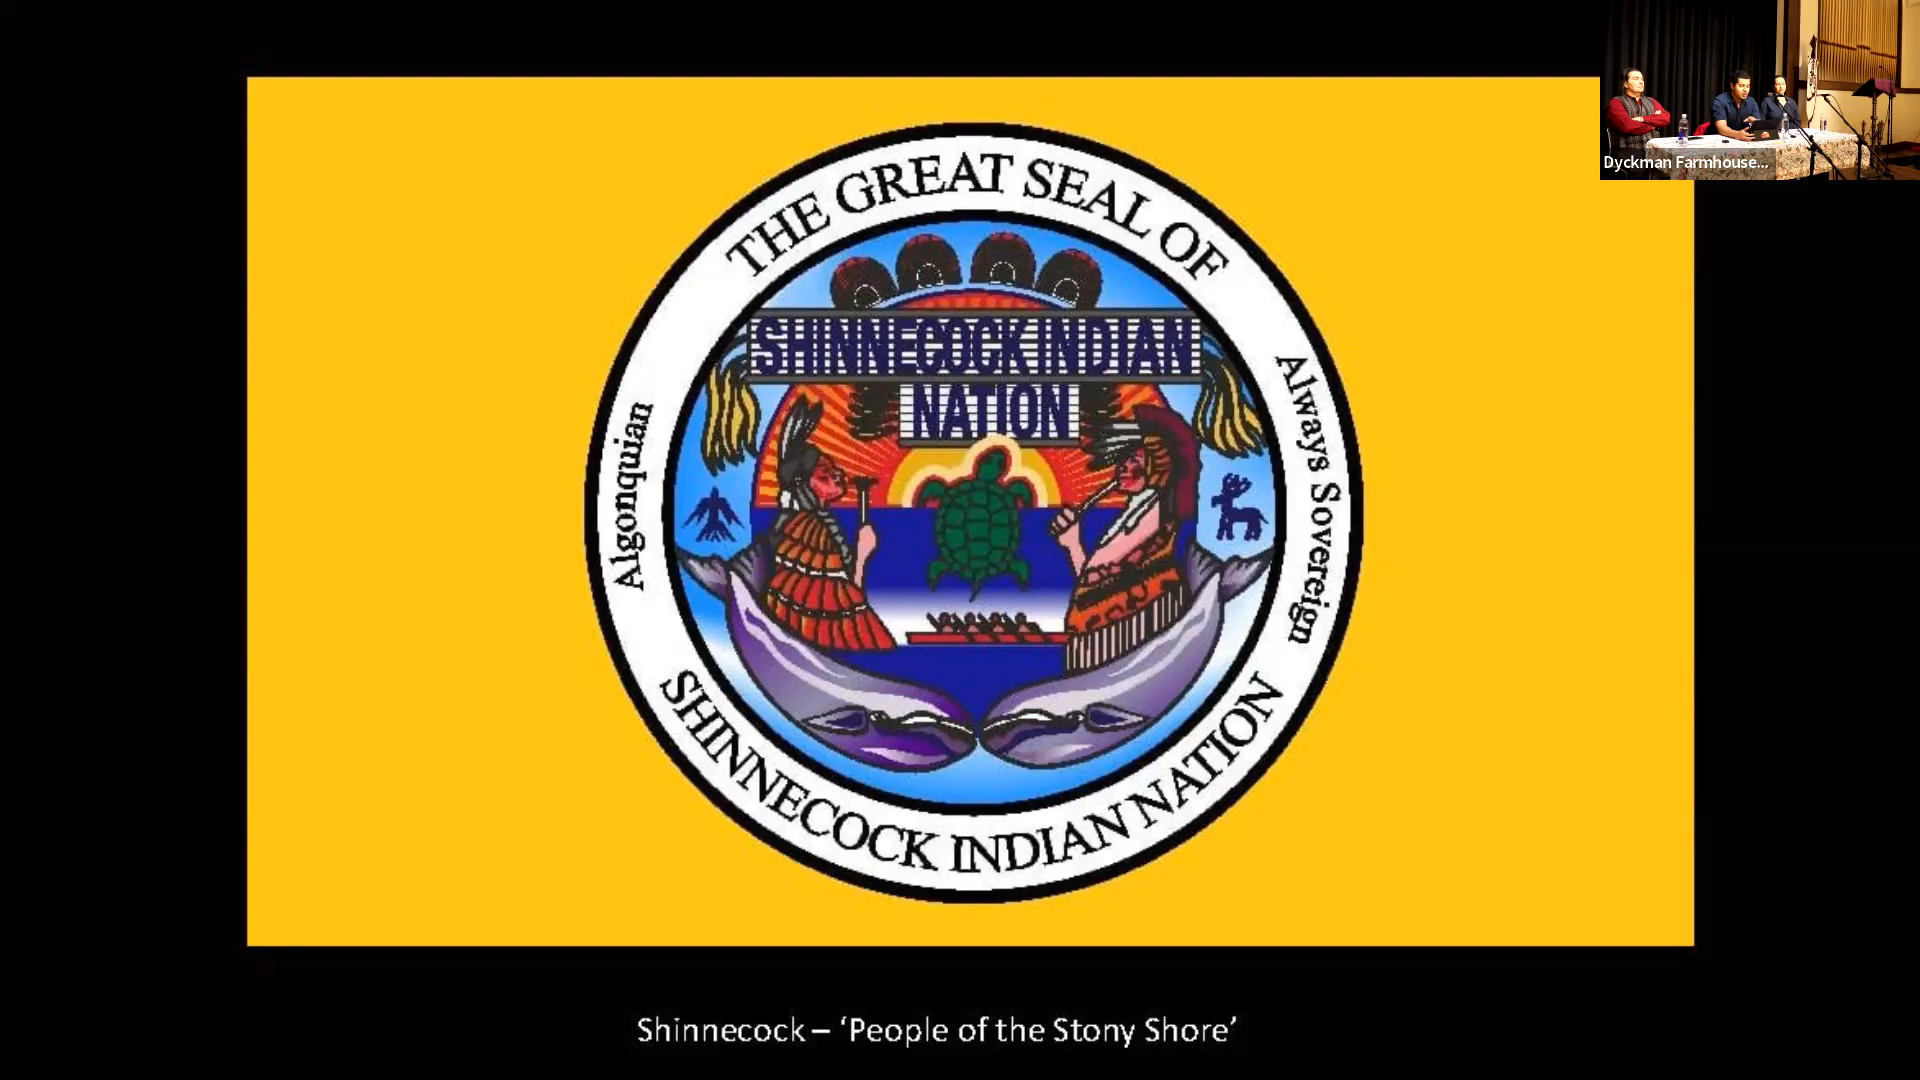 THE GREAT SEAL OF
SHINNECOCK INDIAN
NATION
Algonquian
Always Sovereign
SHINNECOCK INDIAN NATION
Dyckman Farmhouse...
Shinnecock – ‘People of the Stony Shore’